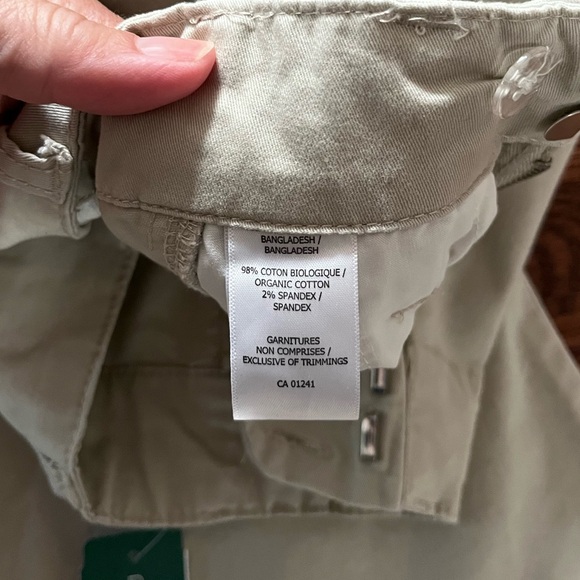 BANGLADESH /
BANGLADESH
98% COTON BIOLOGIQUE /
ORGANIC COTTON
2% SPANDEX /
SPANDEX
GARNITURES
NON COMPRISES /
EXCLUSIVE OF TRIMMINGS
CA 01241